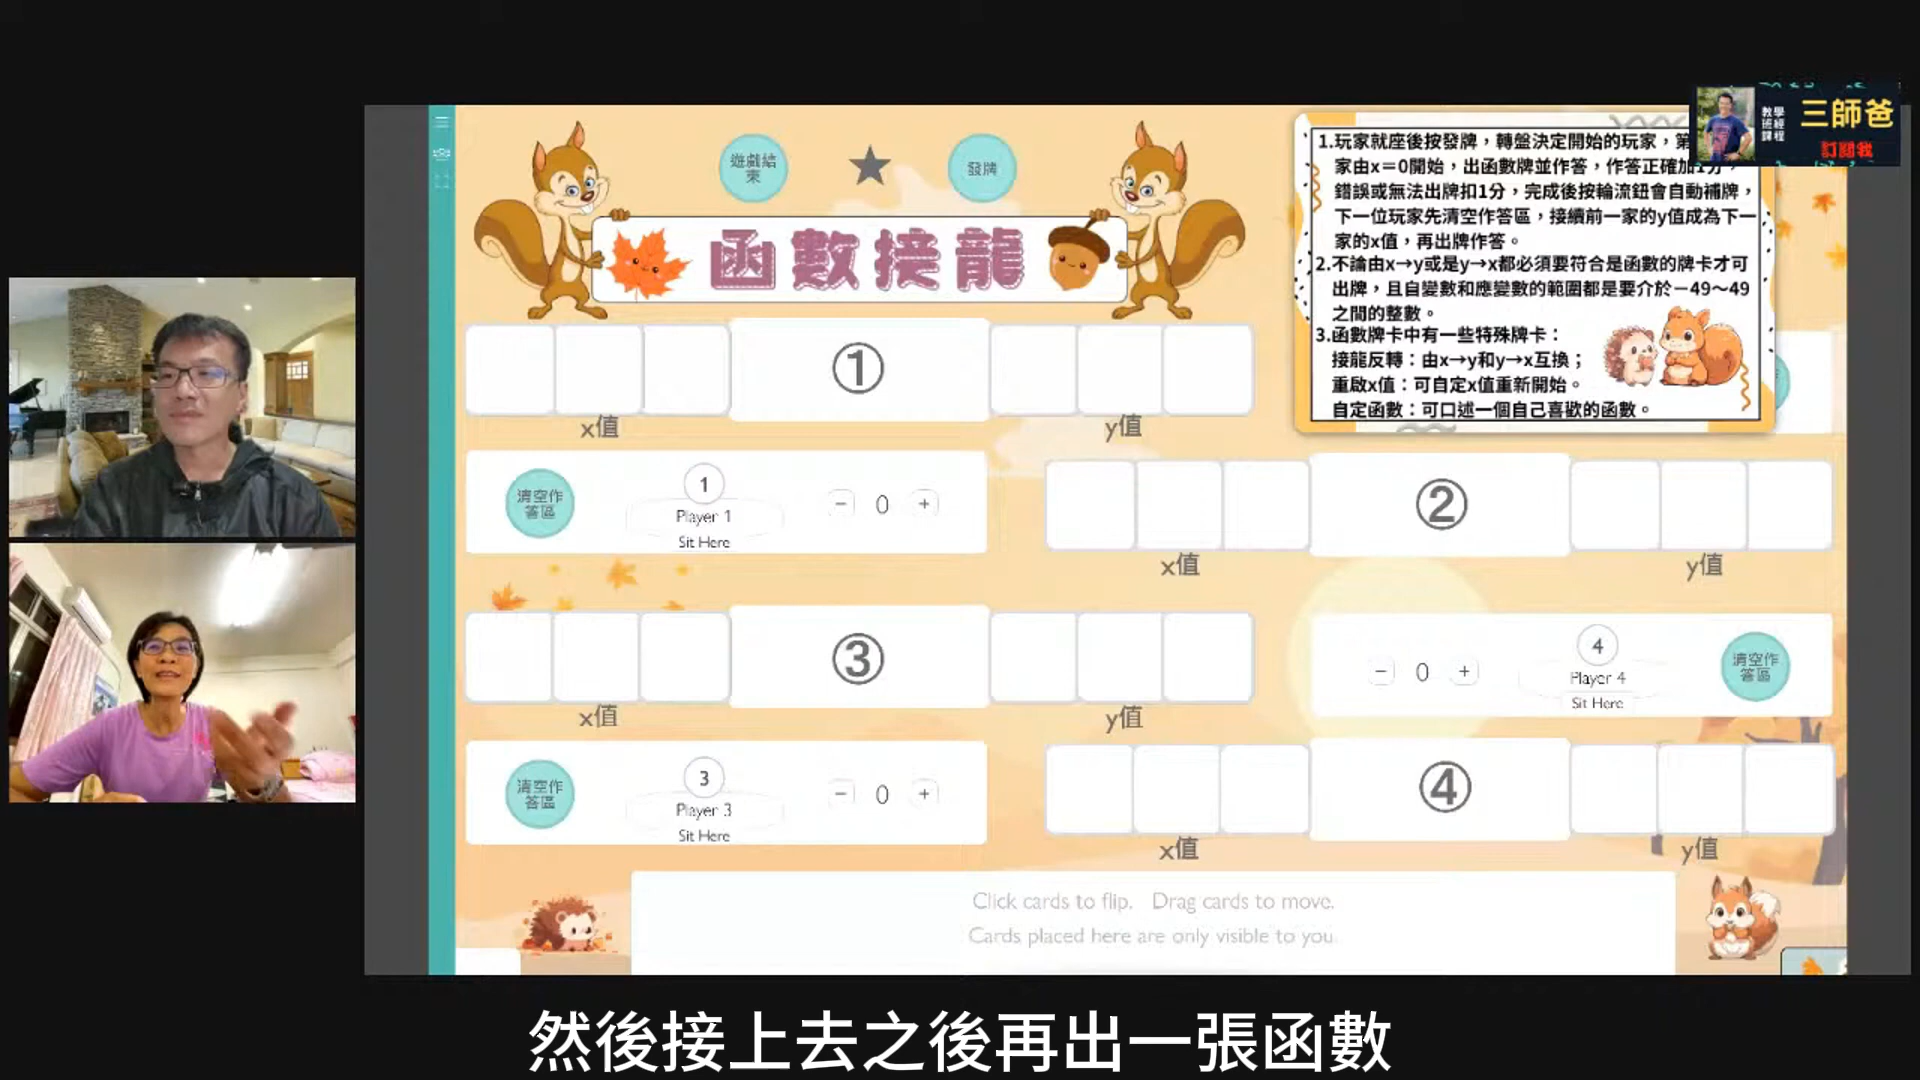 遊戲結
束
發牌
函數接龍
教學
班經
課程
三師爸
訂閱我
1.玩家就座後按發牌，轉盤決定開始的玩家，第
家由x＝0開始，出函數牌並作答，作答正確加1分，
錯誤或無法出牌扣1分，完成後按輪流鈕會自動補牌，
下一位玩家先清空作答區，接續前一家的y值成為下一
家的x值，再出牌作答。
2.不論由x→y或是y→x都必須要符合是函數的牌卡才可
出牌，且自變數和應變數的範圍都是要介於－49～49
之間的整數。
3.函數牌卡中有一些特殊牌卡：
接龍反轉：由x→y和y→x互換；
重啟x值：可自定x值重新開始。
自定函數：可口述一個自己喜歡的函數。
①
x值
y值
清空作
答區
1
Player 1
Sit Here
− 0 +
②
x值
y值
③
x值
y值
− 0 +
4
Player 4
Sit Here
清空作
答區
清空作
答區
3
Player 3
Sit Here
− 0 +
④
x值
y值
Click cards to flip. Drag cards to move.
Cards placed here are only visible to you.
然後接上去之後再出一張函數